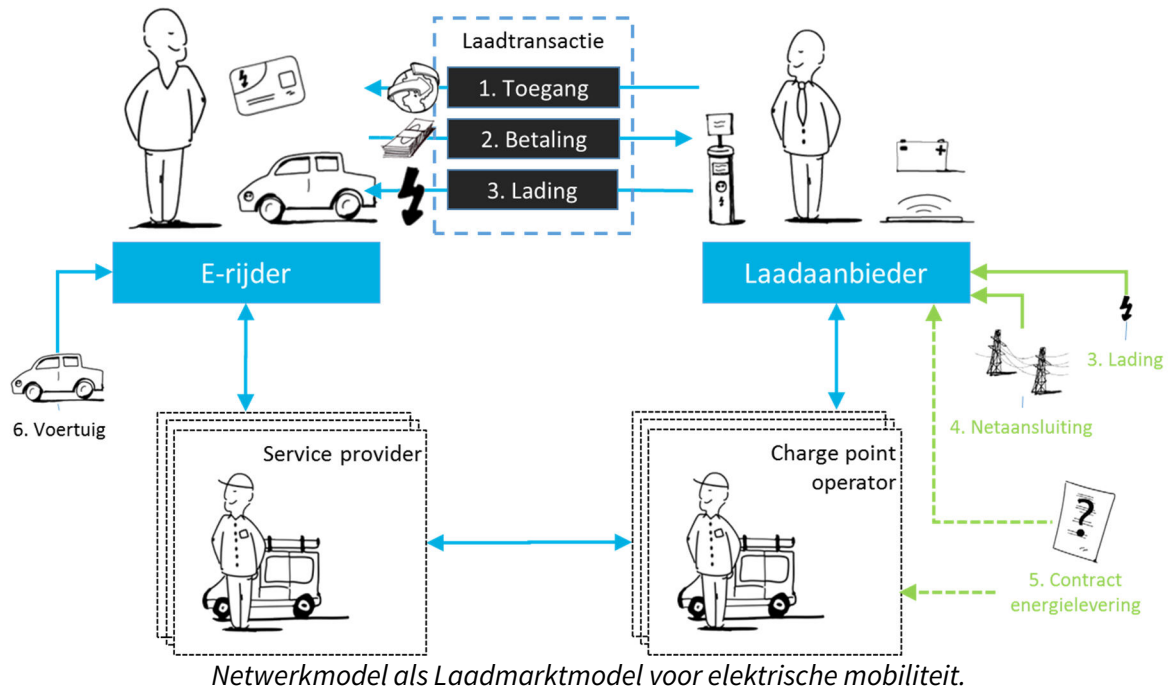 Laadtransactie
1. Toegang
2. Betaling
3. Lading
E-rijder
Laadaanbieder
3. Lading
4. Netaansluiting
6. Voertuig
Service provider
Charge point
operator
?
5. Contract
energielevering
Netwerkmodel als Laadmarktmodel voor elektrische mobiliteit.